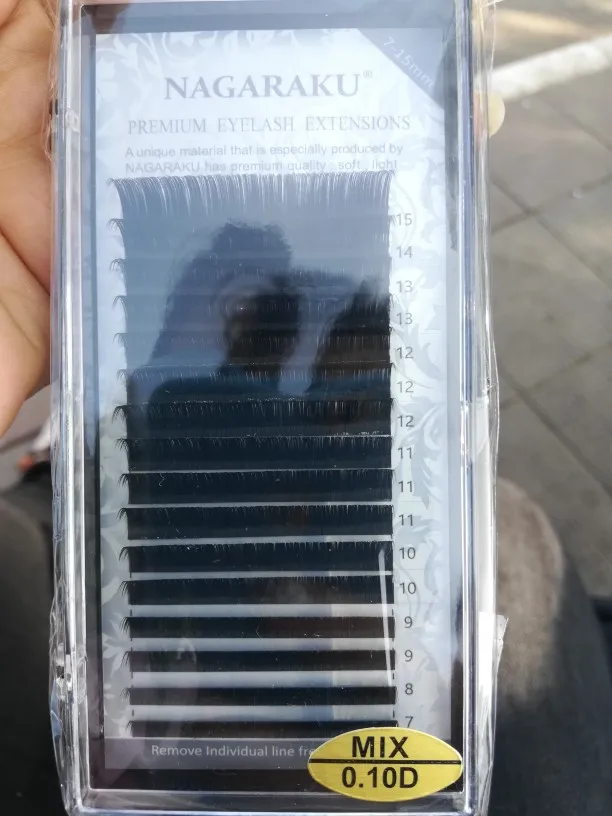 7-15mm
NAGARAKU®
PREMIUM EYELASH EXTENSIONS
A unique material that is especially produced by
NAGARAKU has premium quality, soft, light
15
14
13
13
12
12
12
11
11
11
10
10
9
9
8
7
Remove Individual line
MIX
0.10D